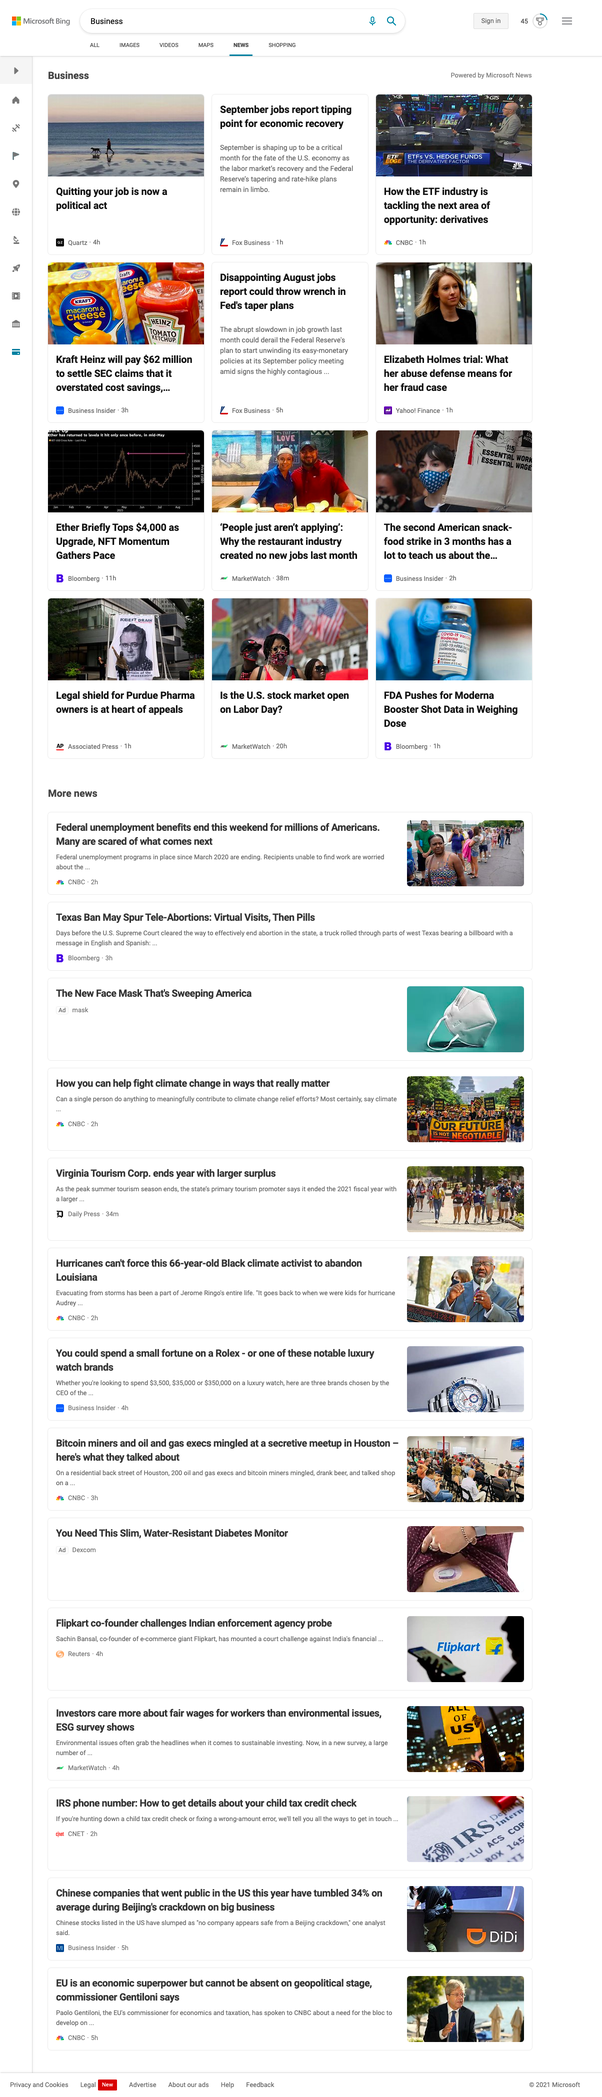 Microsoft Bing
Business
Sign in
45
ALL IMAGES VIDEOS MAPS NEWS SHOPPING
Business
Powered by Microsoft News
Quitting your job is now a
political act
Quartz · 4h
September jobs report tipping
point for economic recovery
September is shaping up to be a critical
month for the fate of the U.S. economy as
the labor market's recovery and the Federal
Reserve's tapering and rate-hike plans
remain in limbo.
Fox Business · 1h
ETF EDGE
ETFs VS. HEDGE FUNDS
THE DERIVATIVE FACTOR
How the ETF industry is
tackling the next area of
opportunity: derivatives
CNBC · 1h
KRAFT
macaroni &
cheese
HEINZ
TOMATO
KETCHUP
Kraft Heinz will pay $62 million
to settle SEC claims that it
overstated cost savings,...
Business Insider · 3h
Disappointing August jobs
report could throw wrench in
Fed's taper plans
The abrupt slowdown in job growth last
month could derail the Federal Reserve's
plan to start unwinding its easy-monetary
policies at its September policy meeting
amid signs the highly contagious ...
Fox Business · 5h
Elizabeth Holmes trial: What
her abuse defense means for
her fraud case
Yahoo! Finance · 1h
Ether Briefly Tops $4,000 as
Upgrade, NFT Momentum
Gathers Pace
Bloomberg · 11h
LOVE
'People just aren't applying':
Why the restaurant industry
created no new jobs last month
MarketWatch · 38m
ESSENTIAL WORK
The second American snack-
food strike in 3 months has a
lot to teach us about the...
Business Insider · 2h
Legal shield for Purdue Pharma
owners is at heart of appeals
AP Associated Press · 1h
Is the U.S. stock market open
on Labor Day?
MarketWatch · 20h
FDA Pushes for Moderna
Booster Shot Data in Weighing
Dose
Bloomberg · 1h
More news
Federal unemployment benefits end this weekend for millions of Americans.
Many are scared of what comes next
Federal unemployment programs in place since March 2020 are ending. Recipients unable to find work are worried
about the ...
CNBC · 2h
Texas Ban May Spur Tele-Abortions: Virtual Visits, Then Pills
Days before the U.S. Supreme Court cleared the way to effectively end abortion in the state, a truck rolled through parts of west Texas bearing a billboard with a
message in English and Spanish: ...
Bloomberg · 3h
The New Face Mask That's Sweeping America
Ad mask
How you can help fight climate change in ways that really matter
Can a single person do anything to meaningfully contribute to climate change relief efforts? Most certainly, say climate
...
CNBC · 2h
OUR FUTURE
IS NOT NEGOTIABLE
Virginia Tourism Corp. ends year with larger surplus
As the peak summer tourism season ends, the state's primary tourism promoter says it ended the 2021 fiscal year with
a larger ...
Daily Press · 34m
Hurricanes can't force this 66-year-old Black climate activist to abandon
Louisiana
Evacuating from storms has been a part of Jerome Ringo's entire life. "It goes back to when we were kids for hurricane
Audrey ...
CNBC · 2h
You could spend a small fortune on a Rolex - or one of these notable luxury
watch brands
Whether you're looking to spend $3,500, $35,000 or $350,000 on a luxury watch, here are three brands chosen by the
CEO of the ...
Business Insider · 4h
Bitcoin miners and oil and gas execs mingled at a secretive meetup in Houston –
here's what they talked about
On a residential back street of Houston, 200 oil and gas execs and bitcoin miners mingled, drank beer, and talked shop
on a ...
CNBC · 3h
You Need This Slim, Water-Resistant Diabetes Monitor
Ad Dexcom
Flipkart co-founder challenges Indian enforcement agency probe
Sachin Bansal, co-founder of e-commerce giant Flipkart, has mounted a court challenge against India's financial ...
Reuters · 4h
Flipkart
Investors care more about fair wages for workers than environmental issues,
ESG survey shows
Environmental issues often grab the headlines when it comes to sustainable investing. Now, in a new survey, a large
number of ...
MarketWatch · 4h
ALL
OF
US
IRS phone number: How to get details about your child tax credit check
If you're hunting down a child tax credit check or fixing a wrong-amount error, we'll tell you all the ways to get in touch ...
CNET · 2h
IRS
Chinese companies that went public in the US this year have tumbled 34% on
average during Beijing's crackdown on big business
Chinese stocks listed in the US have slumped as "no company appears safe from a Beijing crackdown," one analyst
said.
Business Insider · 5h
DiDi
EU is an economic superpower but cannot be absent on geopolitical stage,
commissioner Gentiloni says
Paolo Gentiloni, the EU's commissioner for economics and taxation, has spoken to CNBC about a need for the bloc to
develop on ...
CNBC · 5h
Privacy and Cookies Legal New Advertise About our ads Help Feedback
© 2021 Microsoft